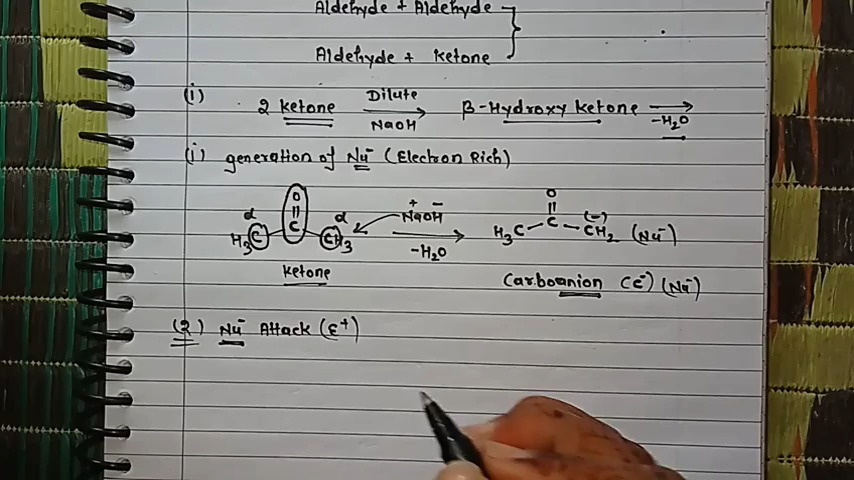 Aldehyde + Aldehyde
Aldehyde + Ketone
(i) 2 Ketone Dilute NaOH β-Hydroxy Ketone -H2O
(i) generation of Nu- (Electron Rich)
O O
α α + NaOH - (-)
H3C C CH3 -H2O H3C C CH2 (Nu-)
Ketone Carboanion (C-) (Nu-)
(2) Nu- Attack (E+)